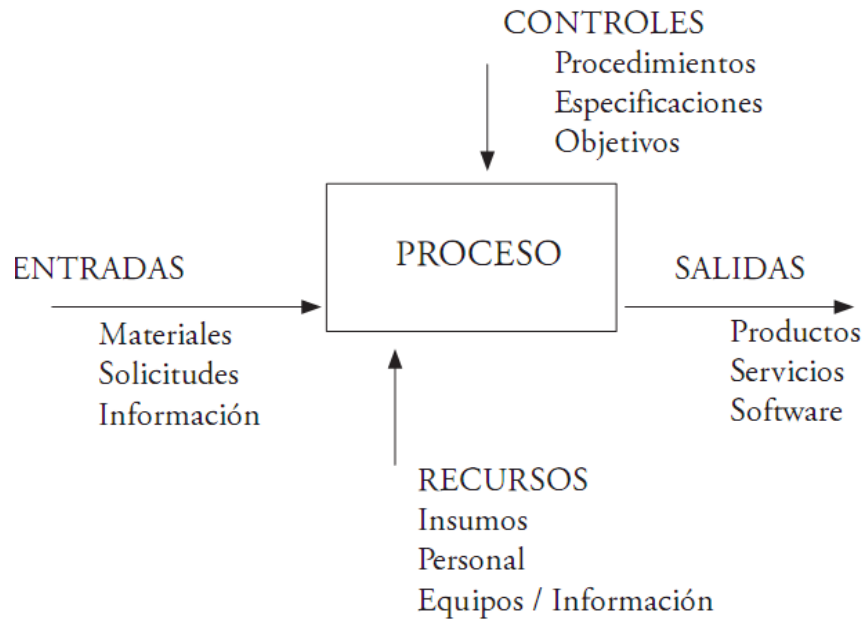 CONTROLES
Procedimientos
Especificaciones
Objetivos
PROCESO
ENTRADAS
Materiales
Solicitudes
Información
SALIDAS
Productos
Servicios
Software
RECURSOS
Insumos
Personal
Equipos / Información